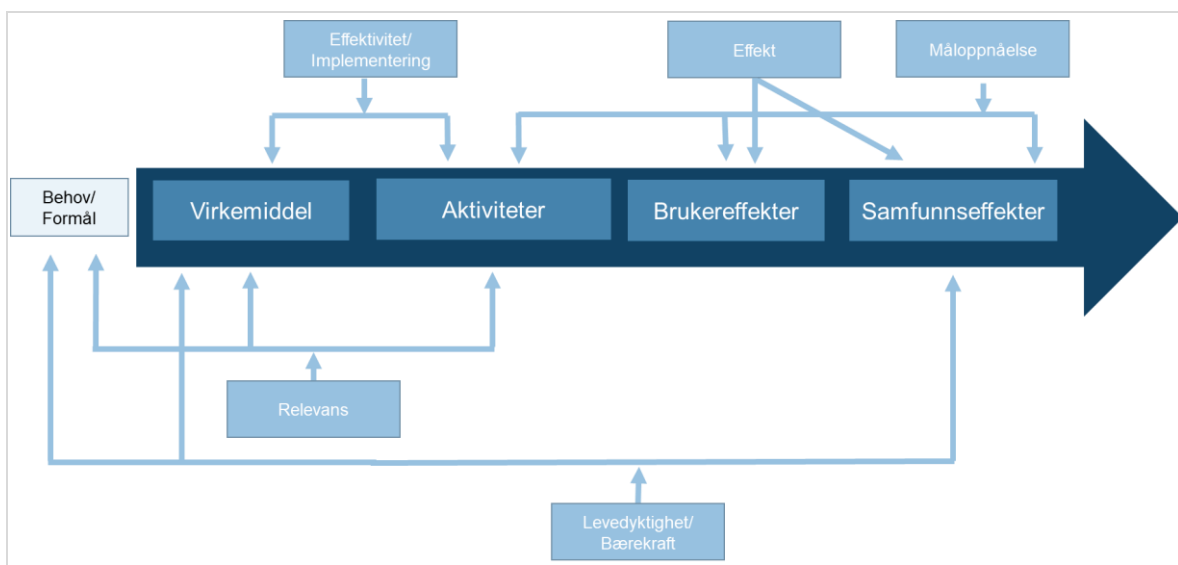 Effektivitet/
Implementering
Effekt
Måloppnåelse
Behov/
Formål
Virkemiddel
Aktiviteter
Brukereffekter
Samfunnseffekter
Relevans
Levedyktighet/
Bærekraft